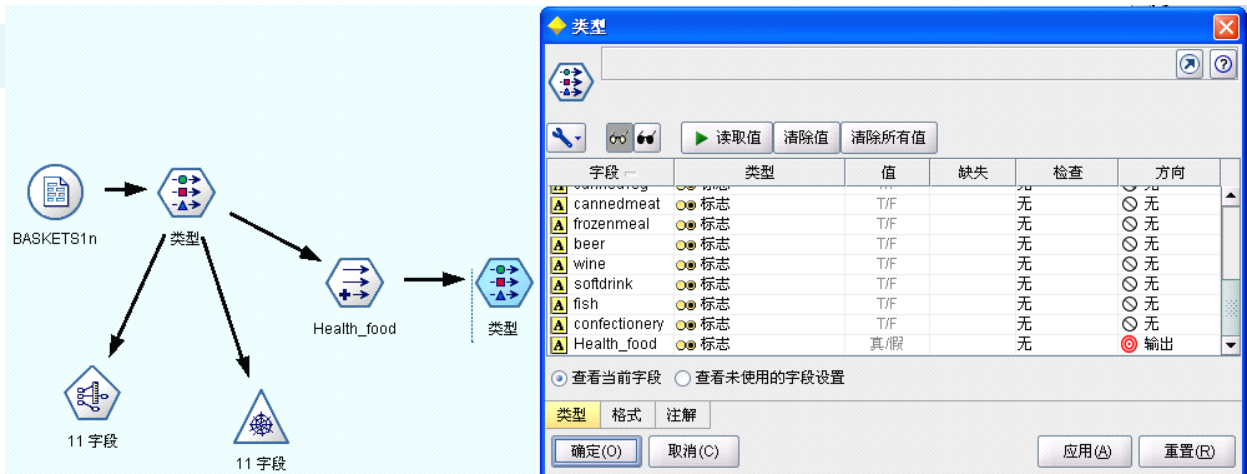 BASKETS1n
类型
Health_food
类型
11 字段
11 字段
类型
读取值 清除值 清除所有值
字段 类型 值 缺失 检查 方向
标志 T/F 无 无
cannedmeat 标志 T/F 无 无
frozenmeal 标志 T/F 无 无
beer 标志 T/F 无 无
wine 标志 T/F 无 无
softdrink 标志 T/F 无 无
fish 标志 T/F 无 无
confectionery 标志 T/F 无 无
Health_food 标志 真/假 无 输出
查看当前字段 查看未使用的字段设置
类型 格式 注解
确定(O) 取消(C) 应用(A) 重置(R)